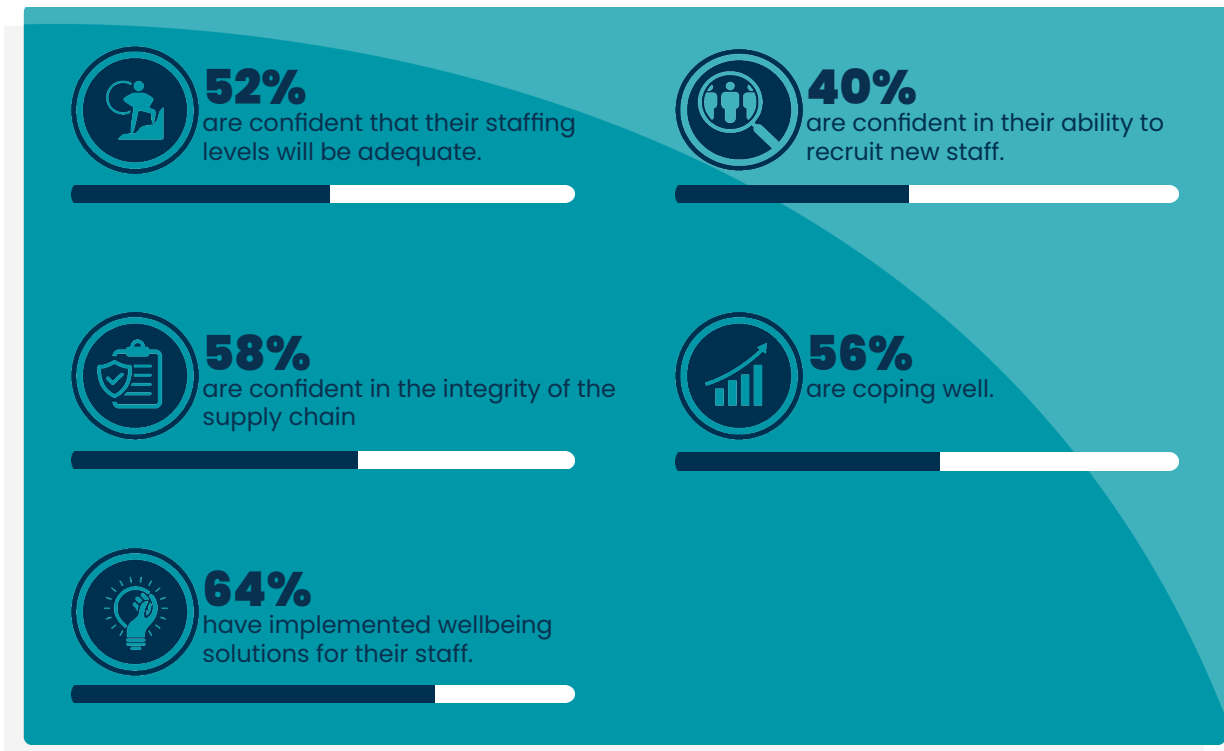 52%
are confident that their staffing
levels will be adequate.
40%
are confident in their ability to
recruit new staff.
58%
are confident in the integrity of the
supply chain
56%
are coping well.
64%
have implemented wellbeing
solutions for their staff.